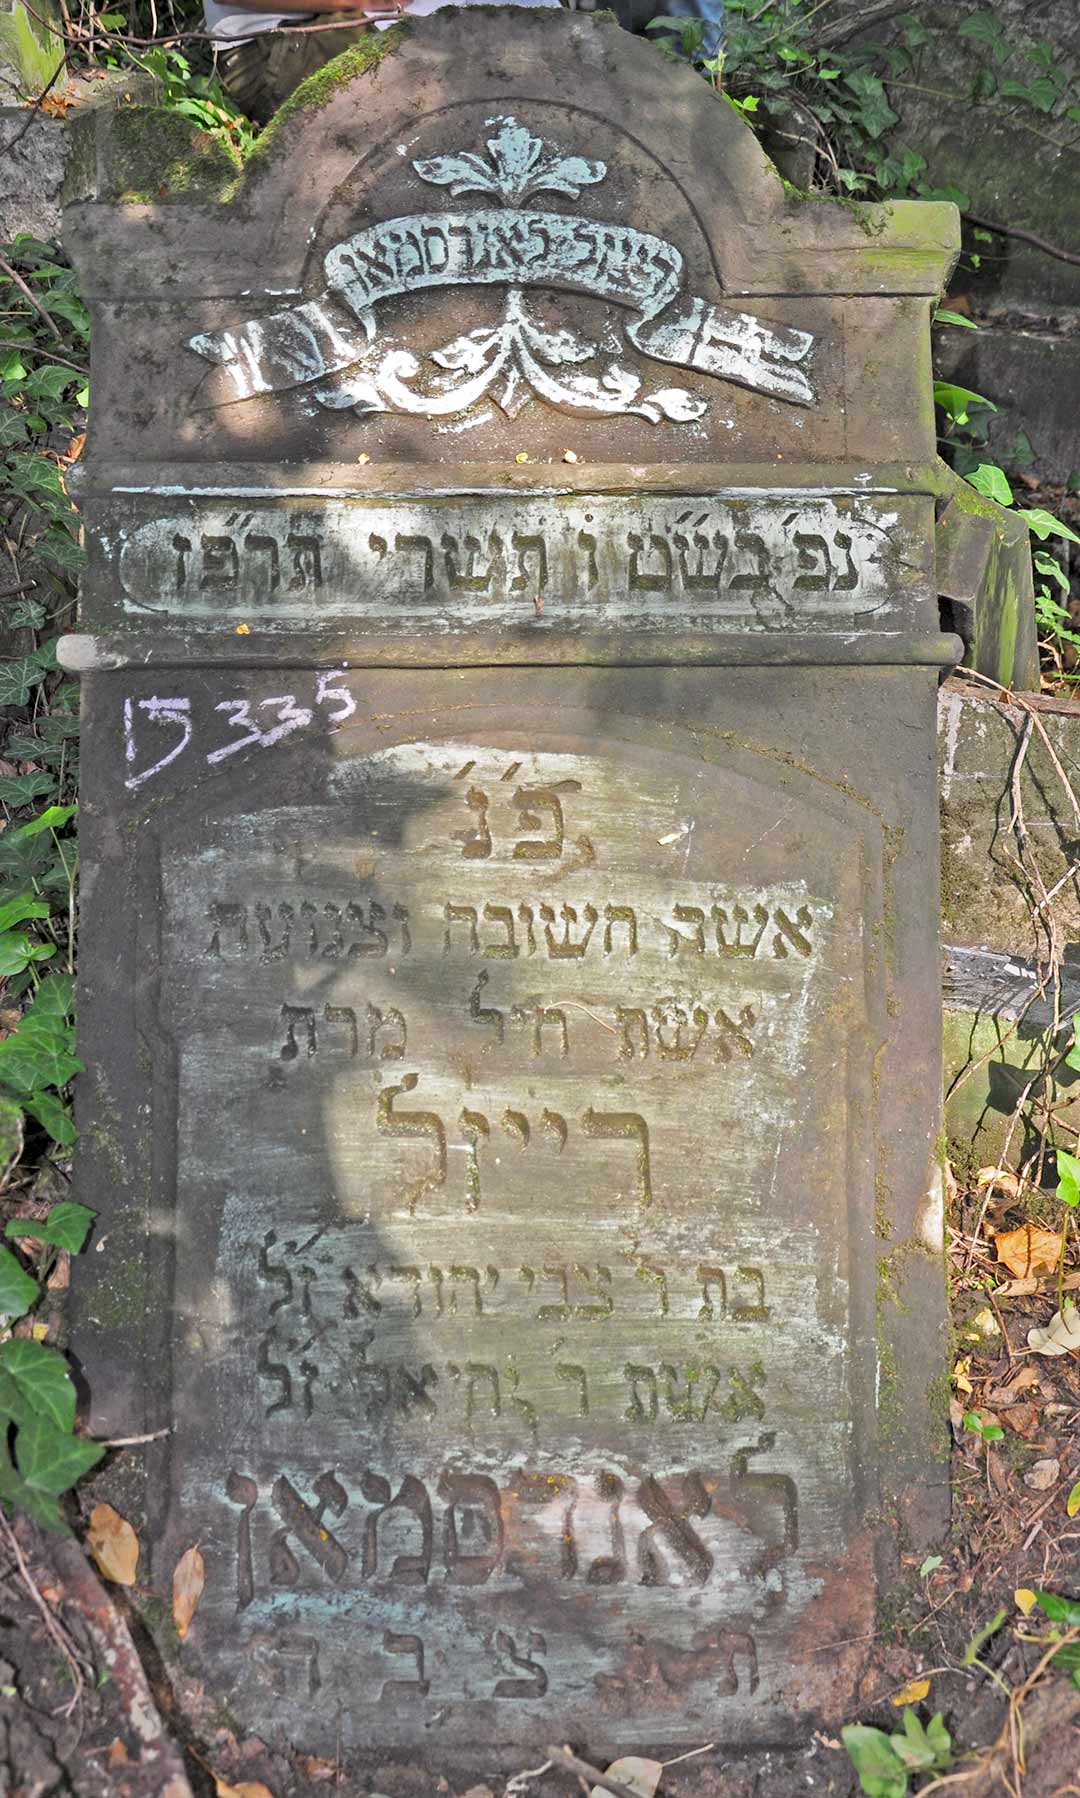 רייזל לאנדסמאן
נפ׳ בש״ט ו׳ תשרי תרפ״ז
15335
פ״נ
אשה חשובה וצנועה
אשת חיל מרת
רייזל
בת ר׳ צבי יהודא ז״ל
אשת ר׳ יחיאל ז״ל
לאנדסמאן
ת נ צ ב ה